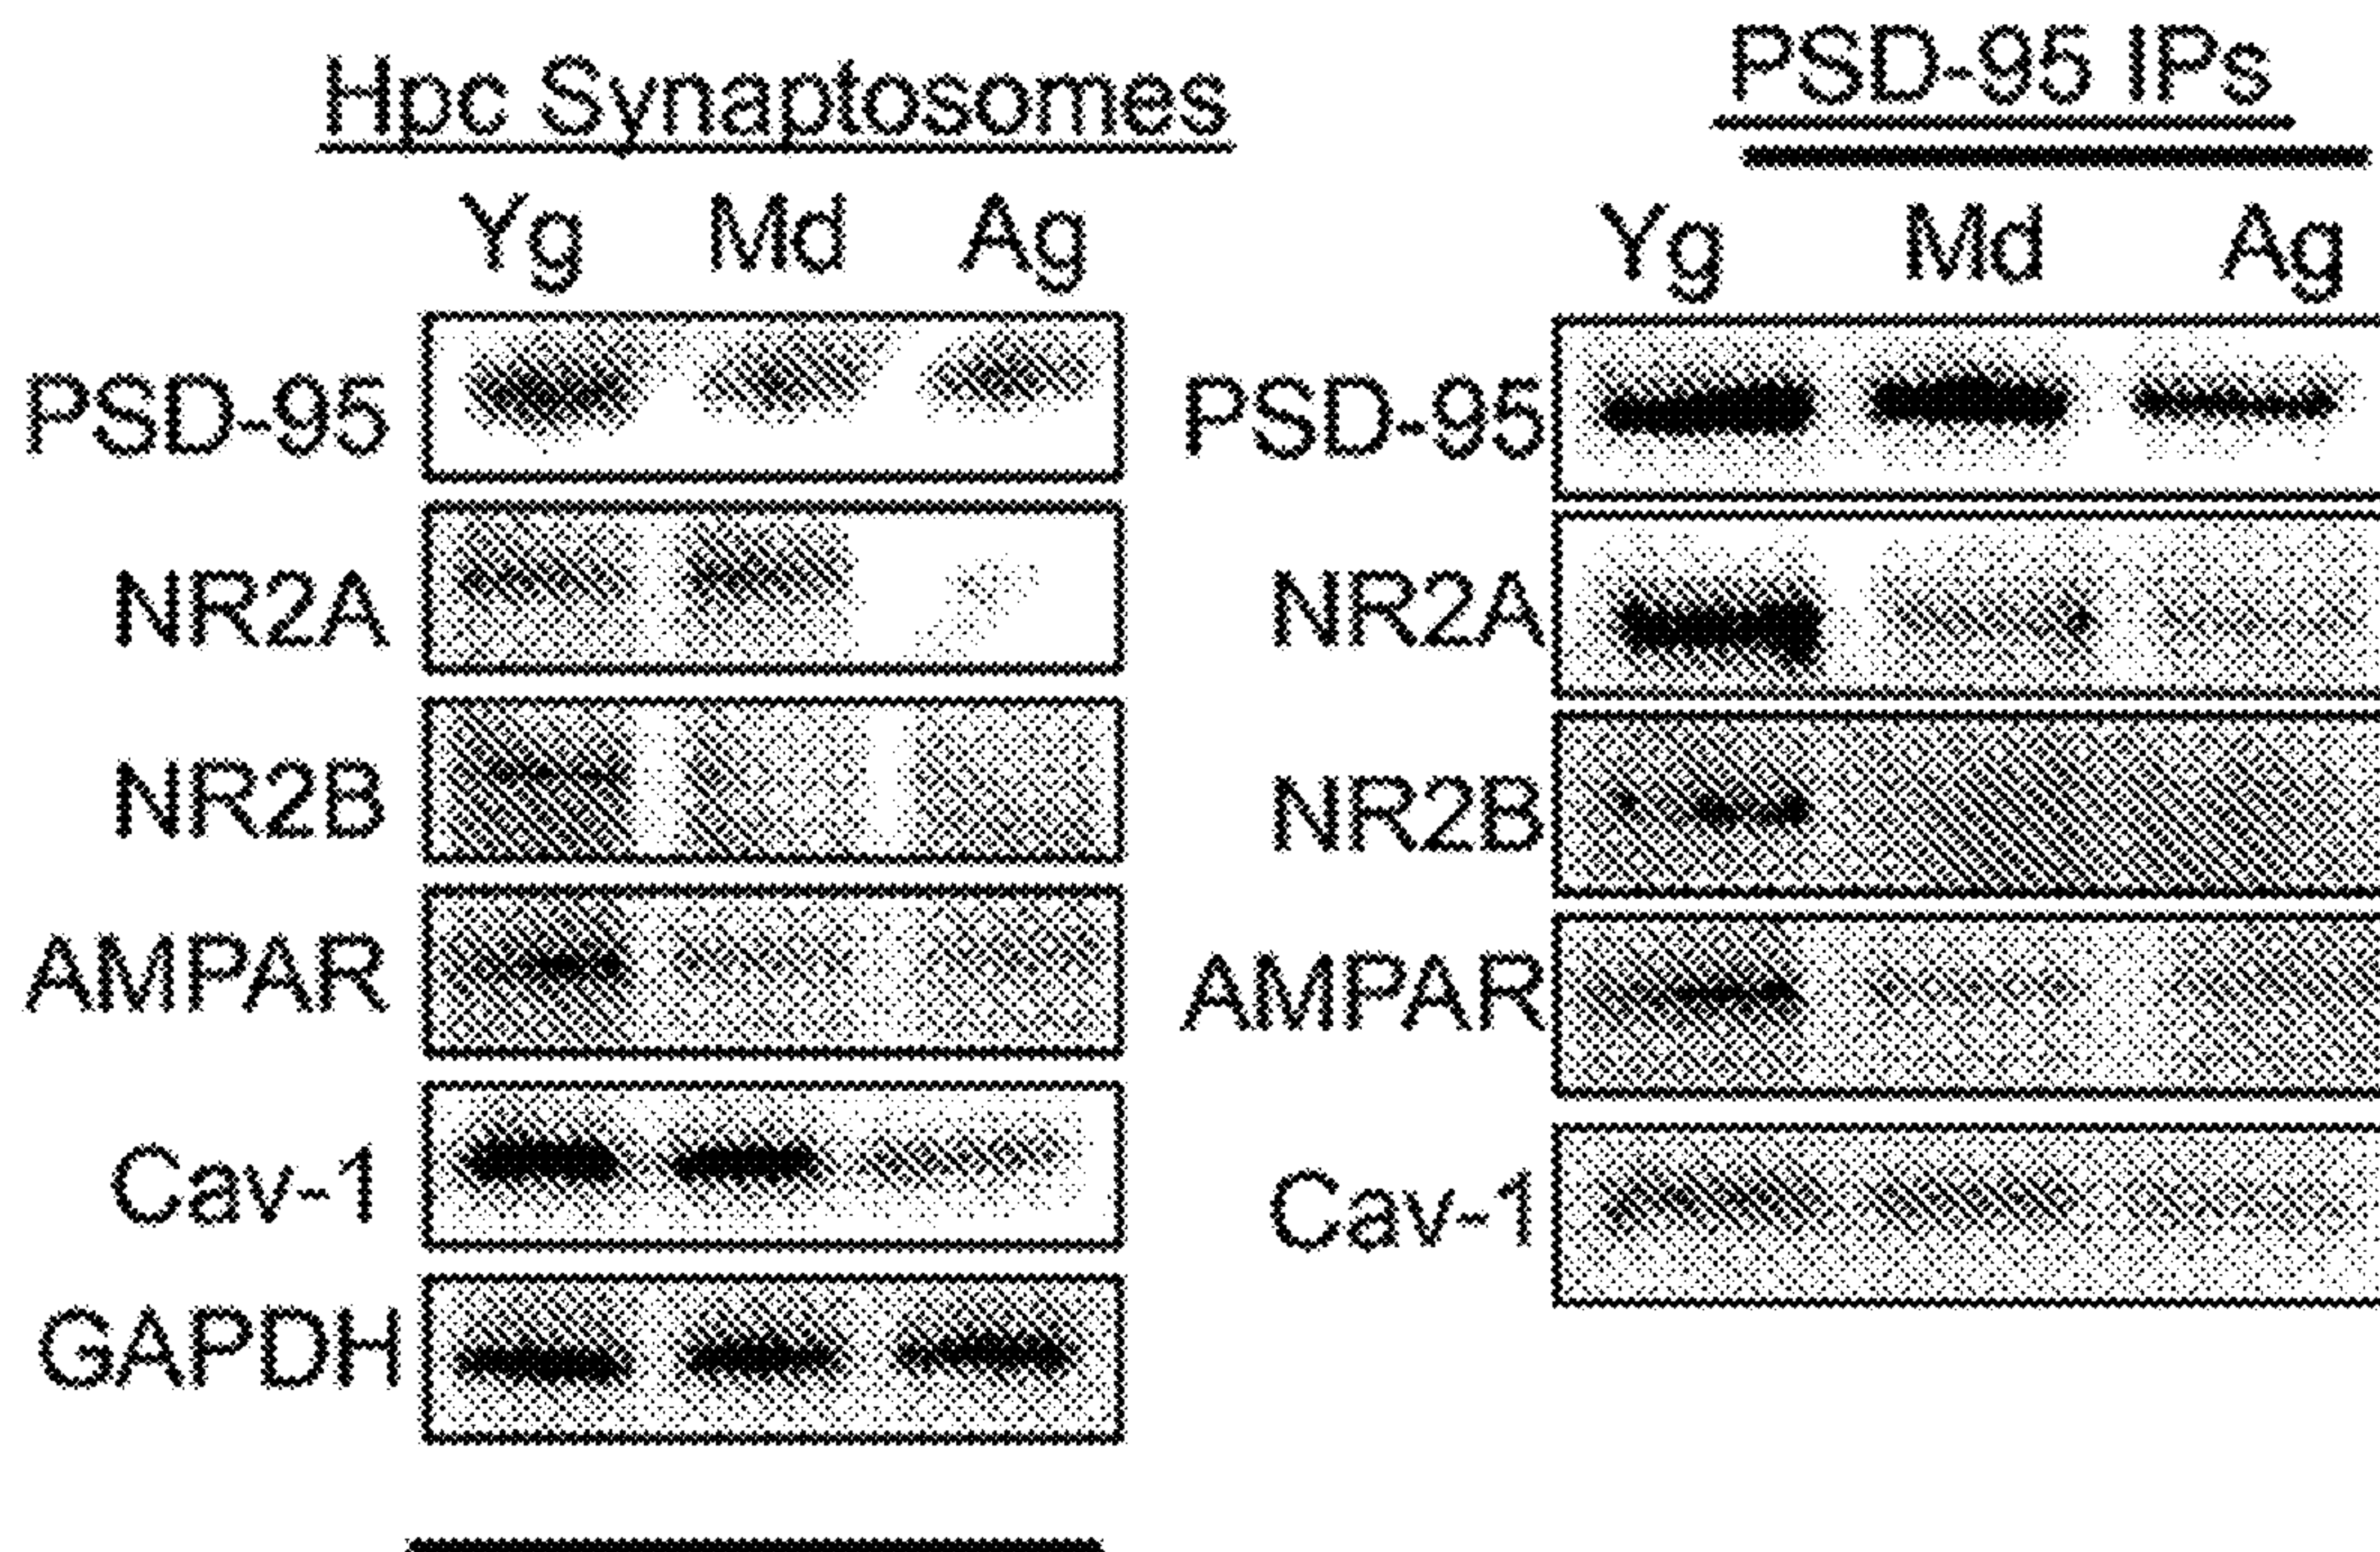 Hpc Synaptosomes
Yg Md Ag
PSD-95
NR2A
NR2B
AMPAR
Cav-1
GAPDH
PSD-95 IPs
Yg Md Ag
PSD-95
NR2A
NR2B
AMPAR
Cav-1